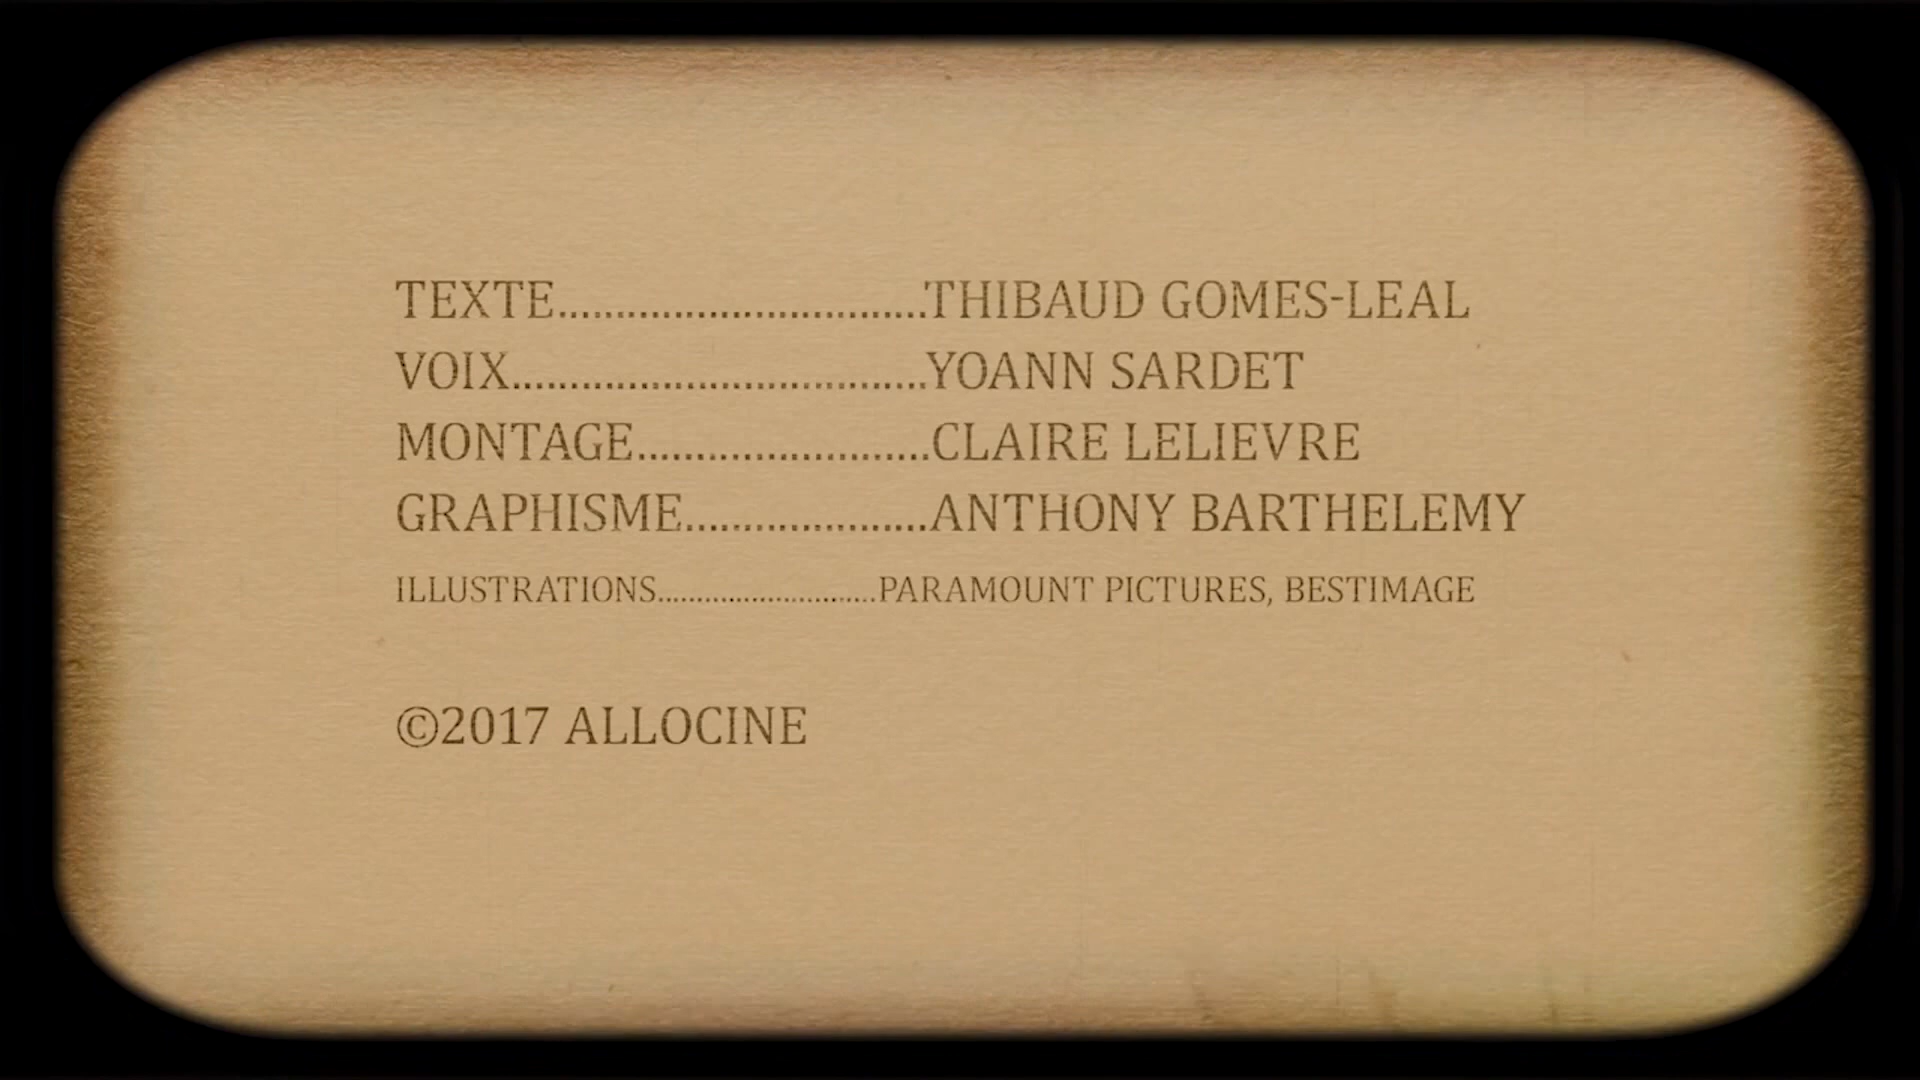 TEXTE...............................THIBAUD GOMES-LEAL
VOIX...................................YOANN SARDET
MONTAGE.........................CLAIRE LELIEVRE
GRAPHISME.....................ANTHONY BARTHELEMY
ILLUSTRATIONS..........................PARAMOUNT PICTURES, BESTIMAGE
©2017 ALLOCINE